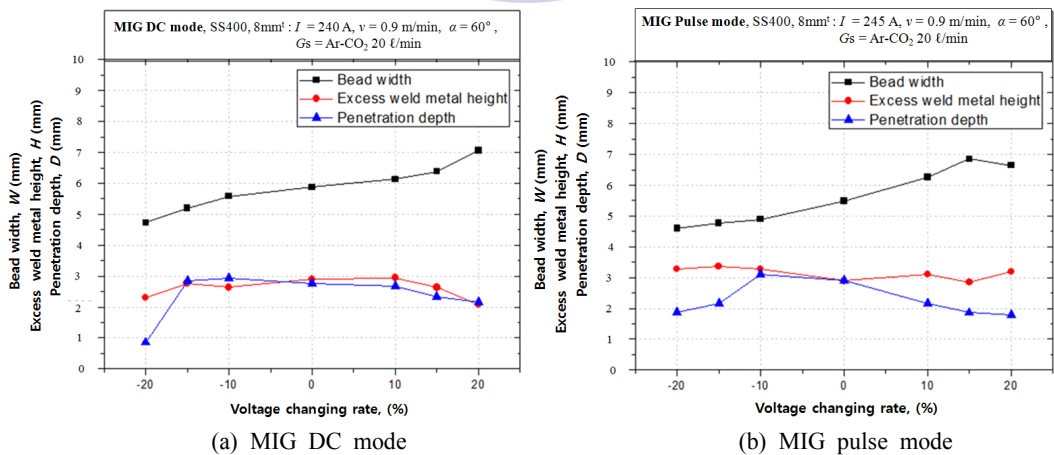 MIG DC mode, SS400, 8mmᵗ : I = 240 A, v = 0.9 m/min, α = 60° ,
Gs = Ar-CO₂ 20 ℓ/min
10
9
8
7
6
5
4
3
2
1
0
Bead width
Excess weld metal height
Penetration depth
Bead width, W (mm)
Excess weld metal height, H (mm)
Penetration depth, D (mm)
-20
-10
0
10
20
Voltage changing rate, (%)
(a) MIG DC mode
MIG Pulse mode, SS400, 8mmᵗ : I = 245 A, v = 0.9 m/min, α = 60° ,
Gs = Ar-CO₂ 20 ℓ/min
10
9
8
7
6
5
4
3
2
1
0
Bead width
Excess weld metal height
Penetration depth
Bead width, W (mm)
Excess weld metal height, H (mm)
Penetration depth, D (mm)
-20
-10
0
10
20
Voltage changing rate, (%)
(b) MIG pulse mode